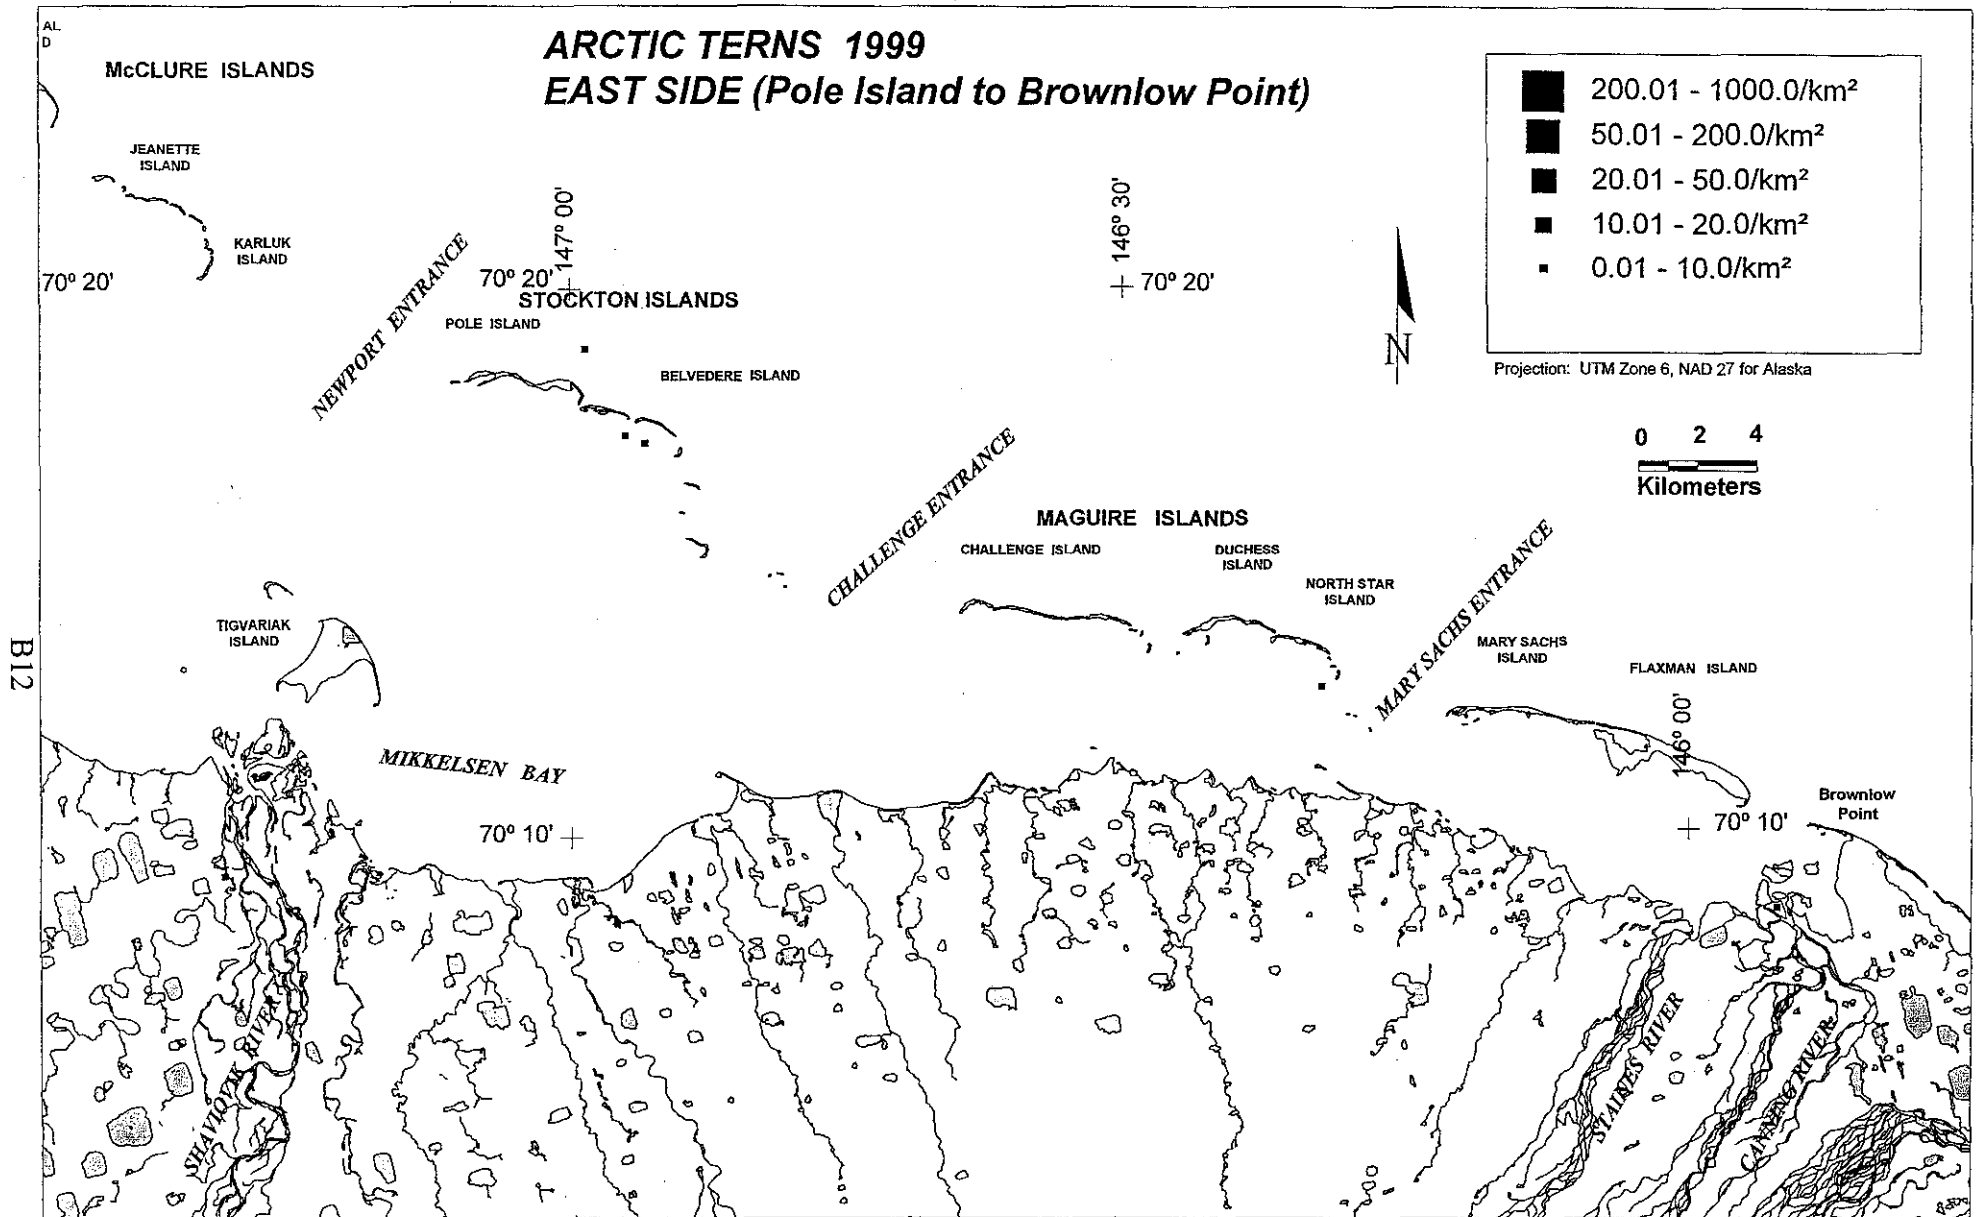 AL
D
ARCTIC TERNS 1999
EAST SIDE (Pole Island to Brownlow Point)
McCLURE ISLANDS
JEANETTE
ISLAND
KARLUK
ISLAND
70° 20'
NEWPORT ENTRANCE
147° 00'
70° 20'
STOCKTON ISLANDS
POLE ISLAND
BELVEDERE ISLAND
146° 30'
70° 20'
N
200.01 - 1000.0/km²
50.01 - 200.0/km²
20.01 - 50.0/km²
10.01 - 20.0/km²
0.01 - 10.0/km²
Projection: UTM Zone 6, NAD 27 for Alaska
0 2 4
Kilometers
CHALLENGE ENTRANCE
MAGUIRE ISLANDS
CHALLENGE ISLAND
DUCHESS
ISLAND
NORTH STAR
ISLAND
MARY SACHS ENTRANCE
MARY SACHS
ISLAND
FLAXMAN ISLAND
146° 00'
TIGVARIAK
ISLAND
B12
MIKKELSEN BAY
70° 10'
70° 10'
Brownlow
Point
SHAVIOVIK RIVER
STAINES RIVER
CANNING RIVER